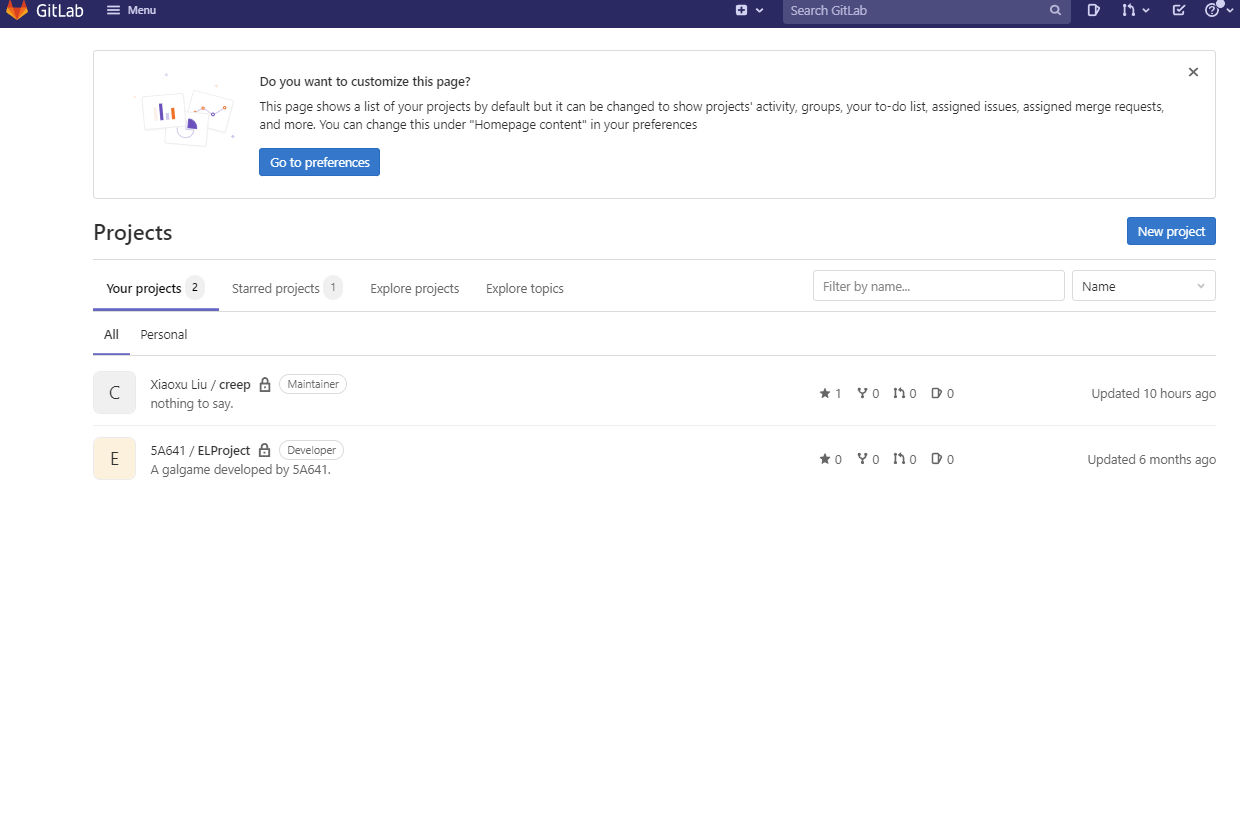 GitLab Menu Search GitLab
Do you want to customize this page?
This page shows a list of your projects by default but it can be changed to show projects' activity, groups, your to-do list, assigned issues, assigned merge requests,
and more. You can change this under "Homepage content" in your preferences
Go to preferences
Projects New project
Your projects 2 Starred projects 1 Explore projects Explore topics Filter by name... Name
All Personal
C Xiaoxu Liu / creep Maintainer 1 0 0 0 Updated 10 hours ago
nothing to say.
E 5A641 / ELProject Developer 0 0 0 0 Updated 6 months ago
A galgame developed by 5A641.